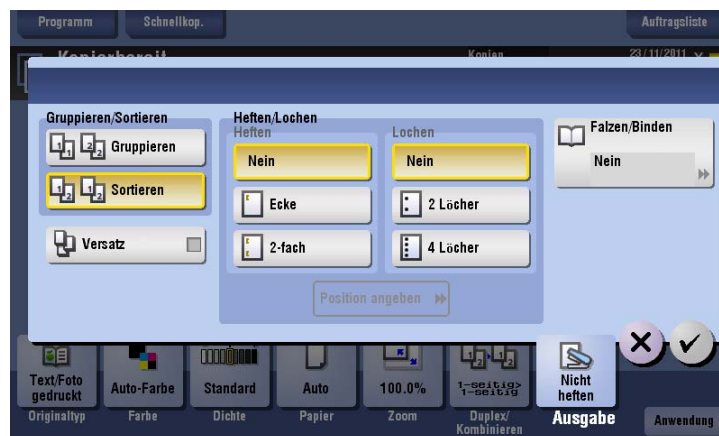 Programm
Schnellkop.
Auftragsliste
Kopierbereit
Kopien
23/11/2011
Gruppieren/Sortieren
Gruppieren
Sortieren
Versatz
Heften/Lochen
Heften
Nein
Ecke
2-fach
Lochen
Nein
2 Löcher
4 Löcher
Position angeben
Falzen/Binden
Nein
Text/Foto
gedruckt
Auto-Farbe
Standard
Auto
100.0%
1-seitig>
1-seitig
Nicht
heften
Originaltyp
Farbe
Dichte
Papier
Zoom
Duplex/
Kombinieren
Ausgabe
Anwendung